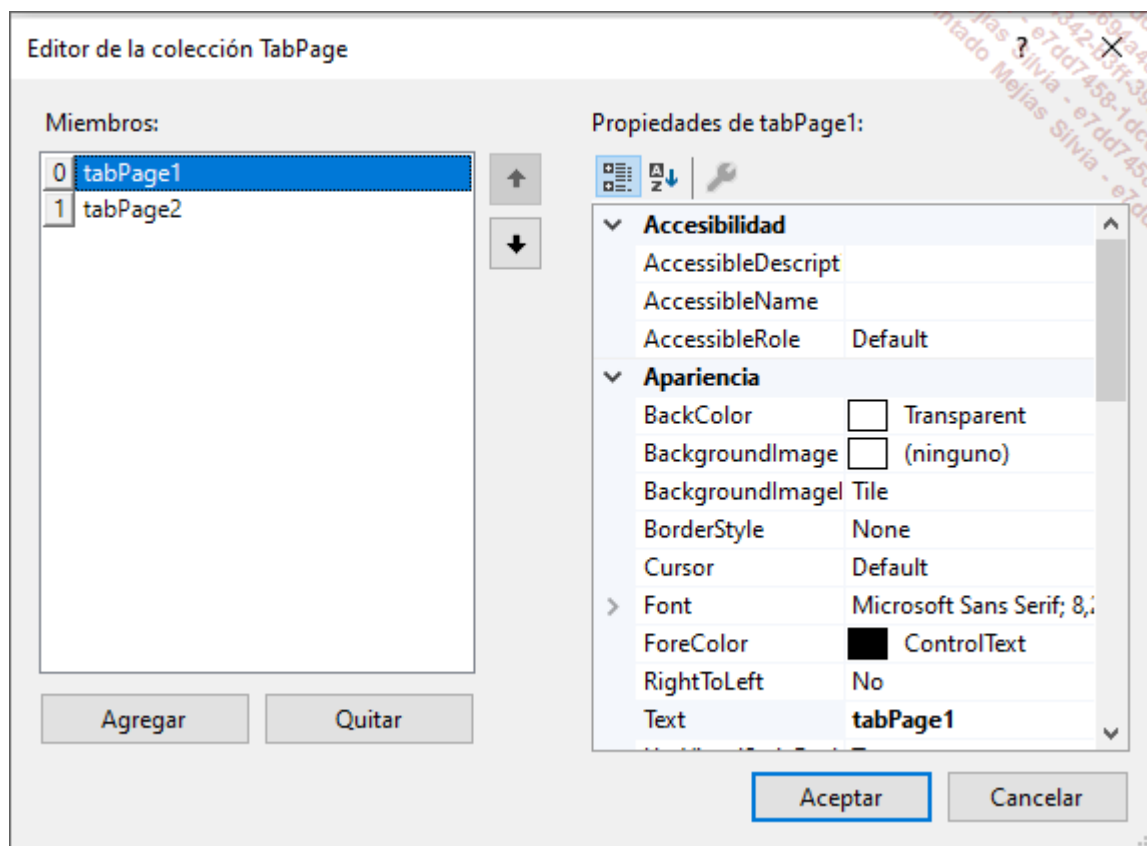 Editor de la colección TabPage
?
Miembros:
0 tabPage1
1 tabPage2
Agregar
Quitar
Propiedades de tabPage1:
Accesibilidad
AccessibleDescript
AccessibleName
AccessibleRole Default
Apariencia
BackColor Transparent
BackgroundImage (ninguno)
BackgroundImagel Tile
BorderStyle None
Cursor Default
Font Microsoft Sans Serif; 8,2
ForeColor ControlText
RightToLeft No
Text tabPage1
Aceptar
Cancelar